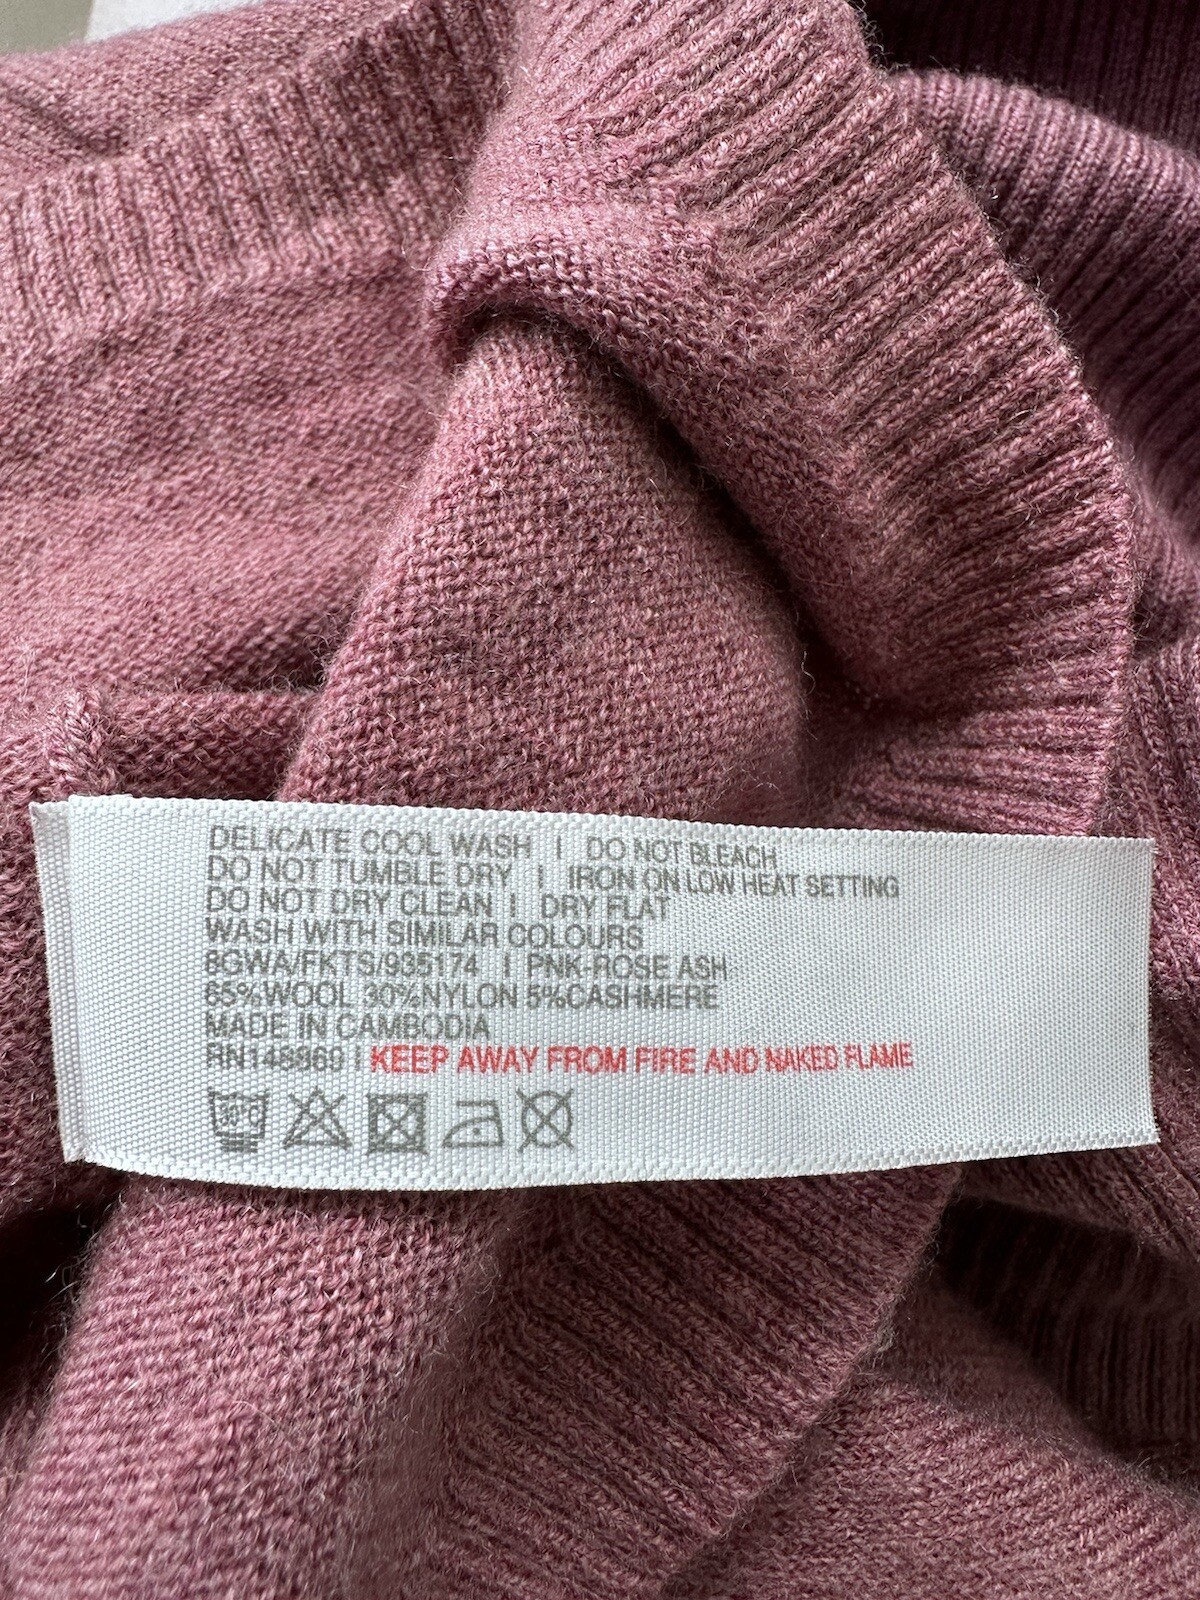 DELICATE COOL WASH | DO NOT BLEACH
DO NOT TUMBLE DRY | IRON ON LOW HEAT SETTING
DO NOT DRY CLEAN | DRY FLAT
WASH WITH SIMILAR COLOURS
8GWA/FKTS/935174 | PNK-ROSE ASH
65%WOOL 30%NYLON 5%CASHMERE
MADE IN CAMBODIA
RN148869 | KEEP AWAY FROM FIRE AND NAKED FLAME
30°C